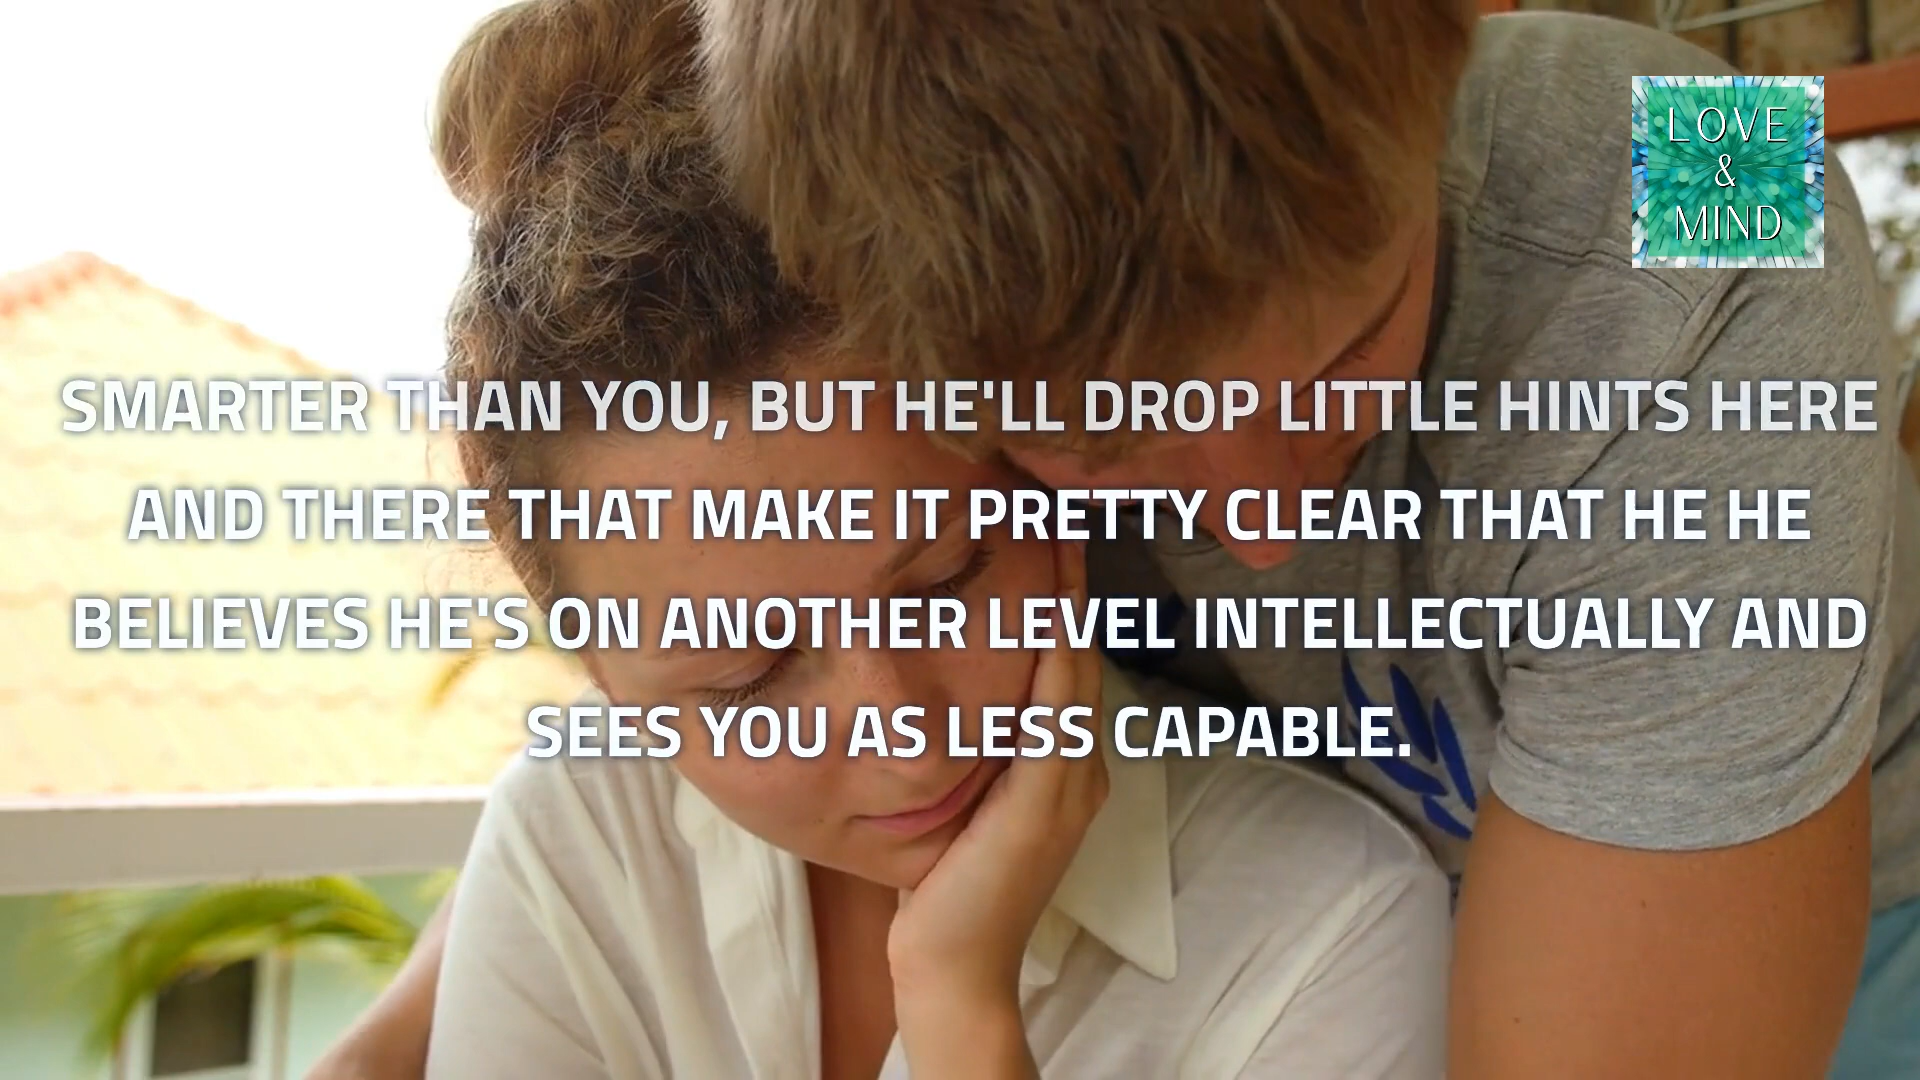 LOVE
&
MIND
SMARTER THAN YOU, BUT HE'LL DROP LITTLE HINTS HERE
AND THERE THAT MAKE IT PRETTY CLEAR THAT HE HE
BELIEVES HE'S ON ANOTHER LEVEL INTELLECTUALLY AND
SEES YOU AS LESS CAPABLE.